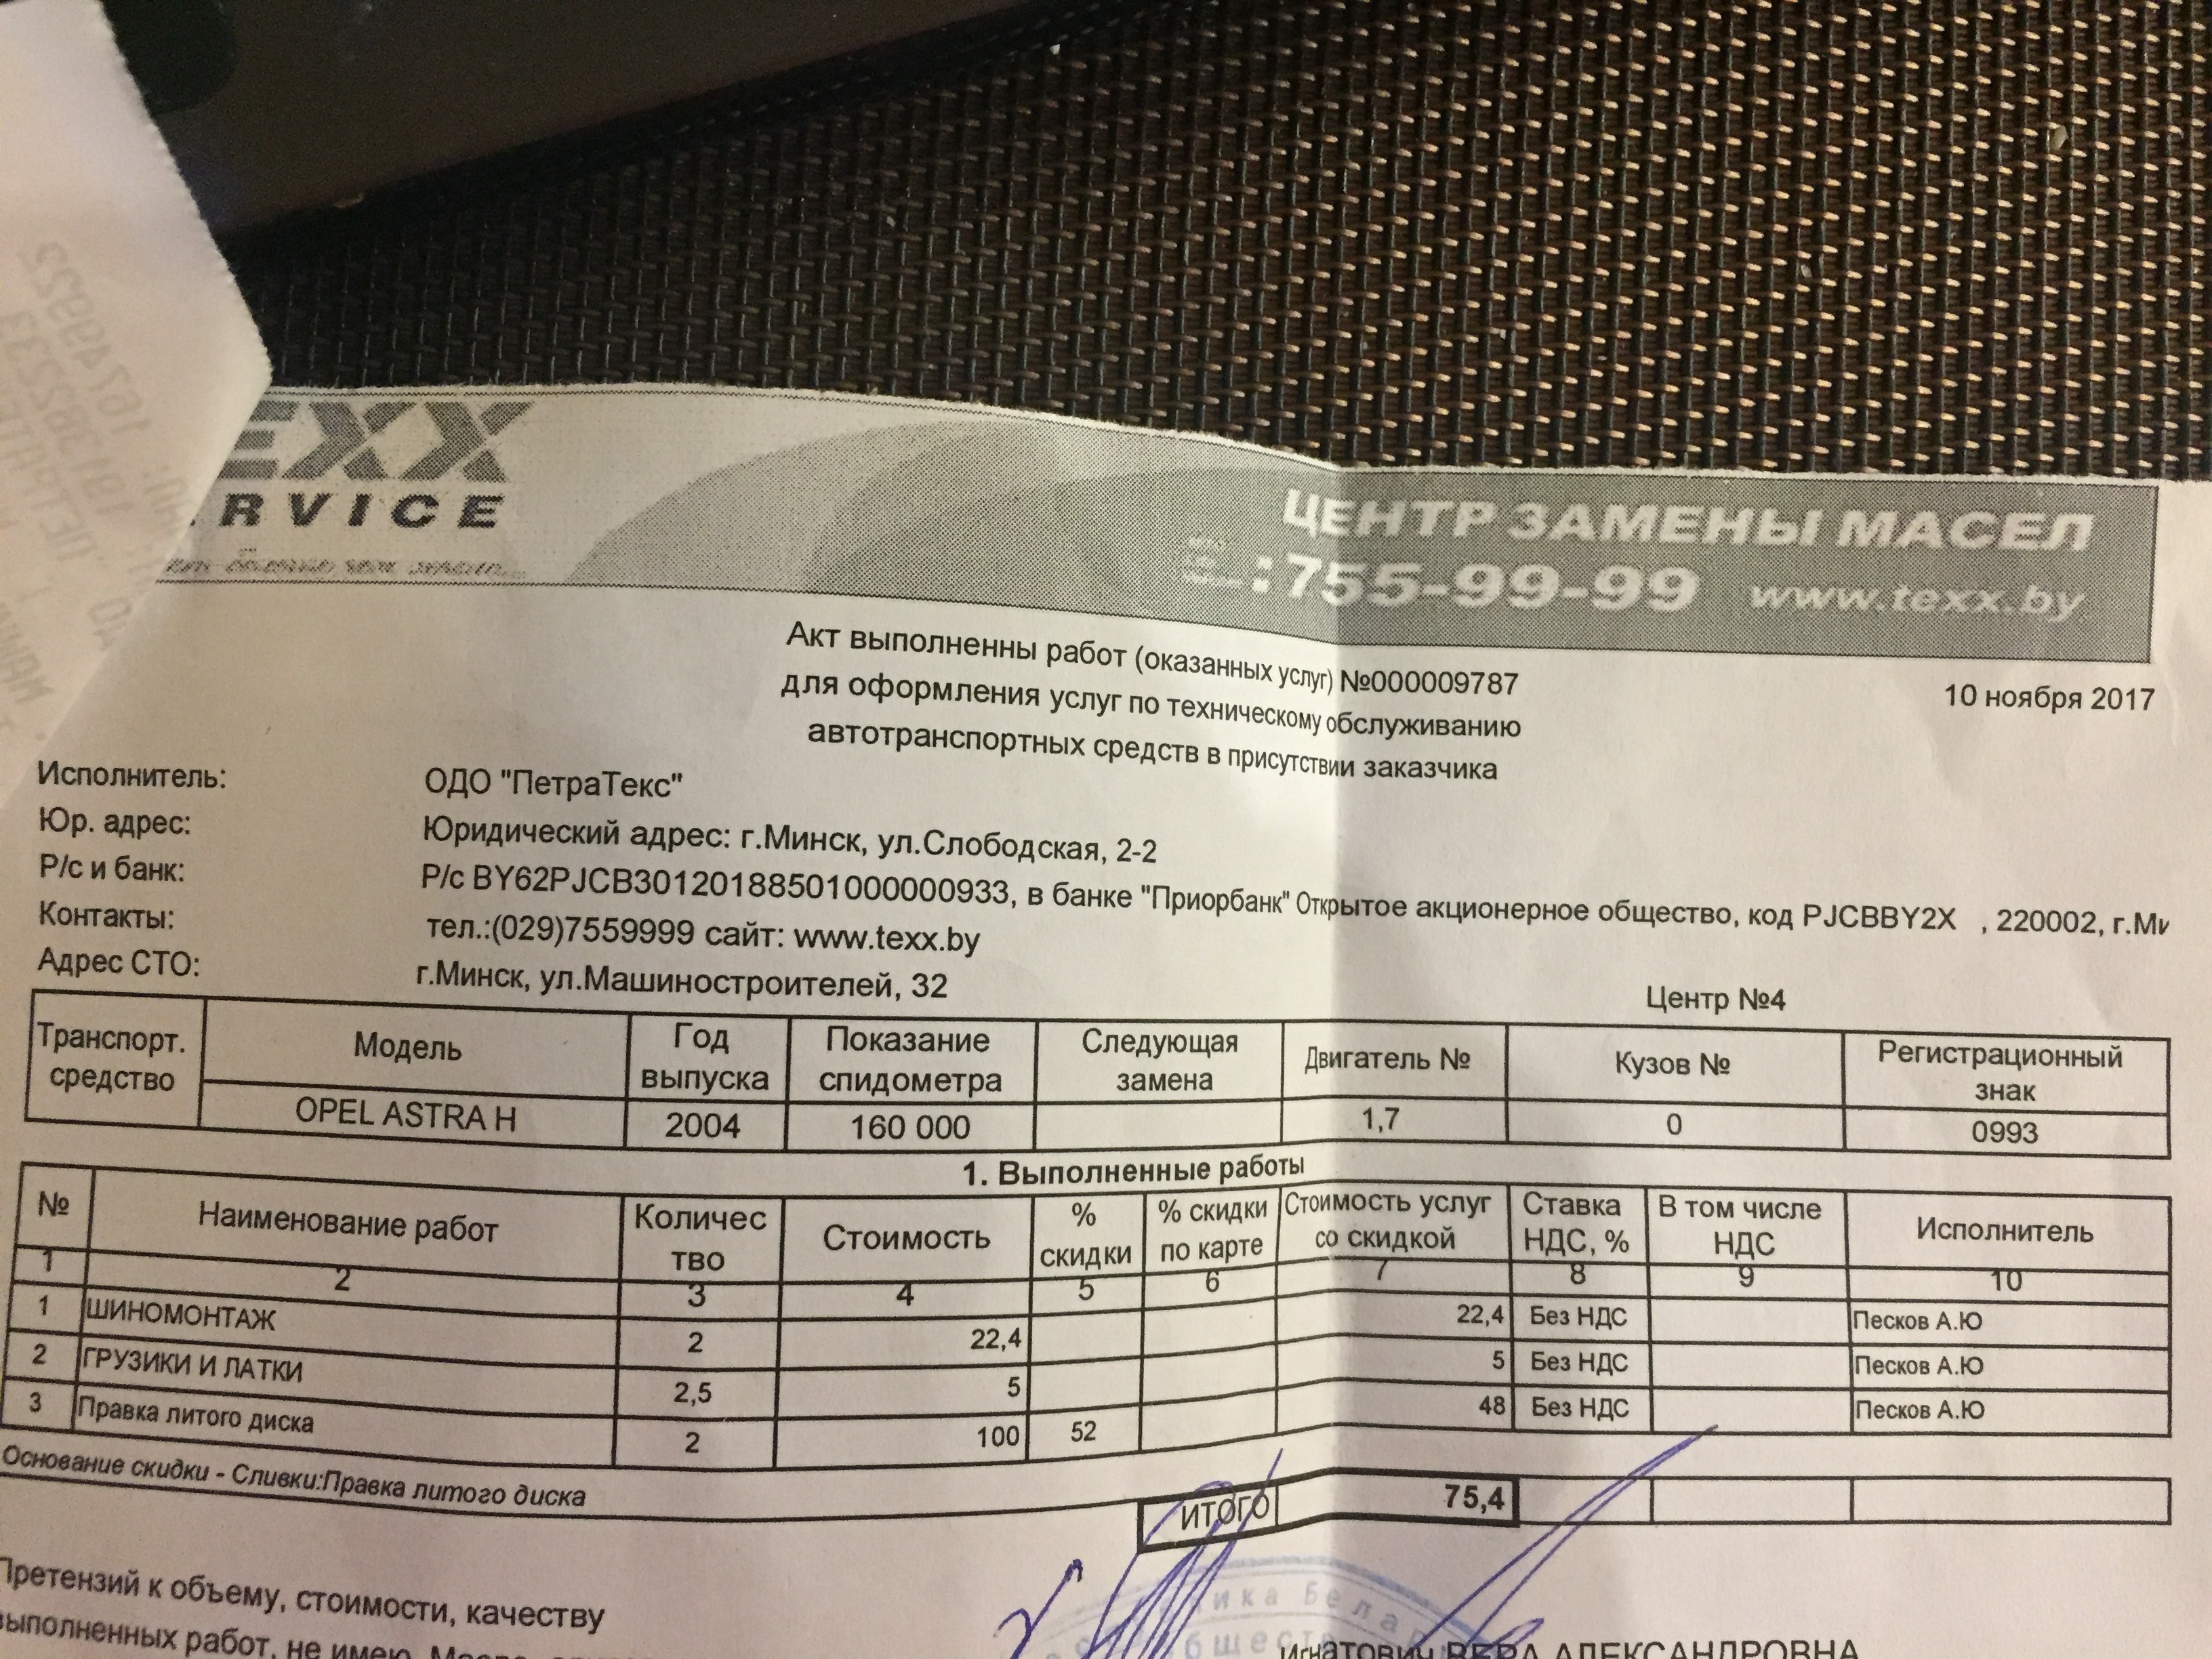 EXX
RVICE
ЦЕНТР ЗАМЕНЫ МАСЕЛ
:755-99-99 www.texx.by
Акт выполненны работ (оказанных услуг) №000009787
для оформления услуг по техническому обслуживанию
автотранспортных средств в присутствии заказчика
10 ноября 2017
Исполнитель: ОДО "ПетраТекс"
Юр. адрес: Юридический адрес: г.Минск, ул.Слободская, 2-2
Р/с и банк: Р/с BY62PJCB30120188501000000933, в банке "Приорбанк" Открытое акционерное общество, код PJCBBY2X , 220002, г.Ми
Контакты: тел.:(029)7559999 сайт: www.texx.by
Адрес СТО: г.Минск, ул.Машиностроителей, 32
Центр №4
Транспорт. средство Модель Год выпуска Показание спидометра Следующая замена Двигатель № Кузов № Регистрационный знак
OPEL ASTRA H 2004 160 000 1,7 0 0993
1. Выполненные работы
№ Наименование работ Количес тво Стоимость % скидки % скидки по карте Стоимость услуг со скидкой Ставка НДС, % В том числе НДС Исполнитель
1 2 3 4 5 6 7 8 9 10
1 ШИНОМОНТАЖ 2 22,4 22,4 Без НДС Песков А.Ю
2 ГРУЗИКИ И ЛАТКИ 2,5 5 5 Без НДС Песков А.Ю
3 Правка литого диска 2 100 52 48 Без НДС Песков А.Ю
Основание скидки - Сливки:Правка литого диска
ИТОГО 75,4
Претензий к объему, стоимости, качеству
выполненных работ, не имею.
Игнатович ВЕРА АЛЕКСАНДРОВНА